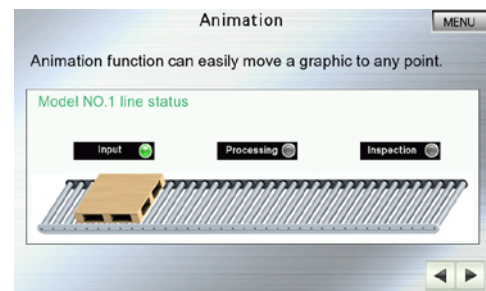 Animation
MENU
Animation function can easily move a graphic to any point.
Model NO.1 line status
Input
Processing
Inspection